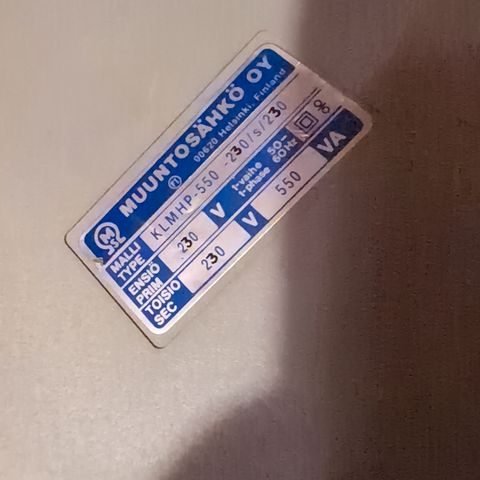 MUUNTOSÄHKÖ OY
00620 Helsinki, Finland
MALLI
TYPE
KLMHP-550 -230/s/230
ENSIÖ
PRIM
230 V
1-vaihe
1-phase
50-
60Hz
TOISIO
SEC
230 V
550 VA